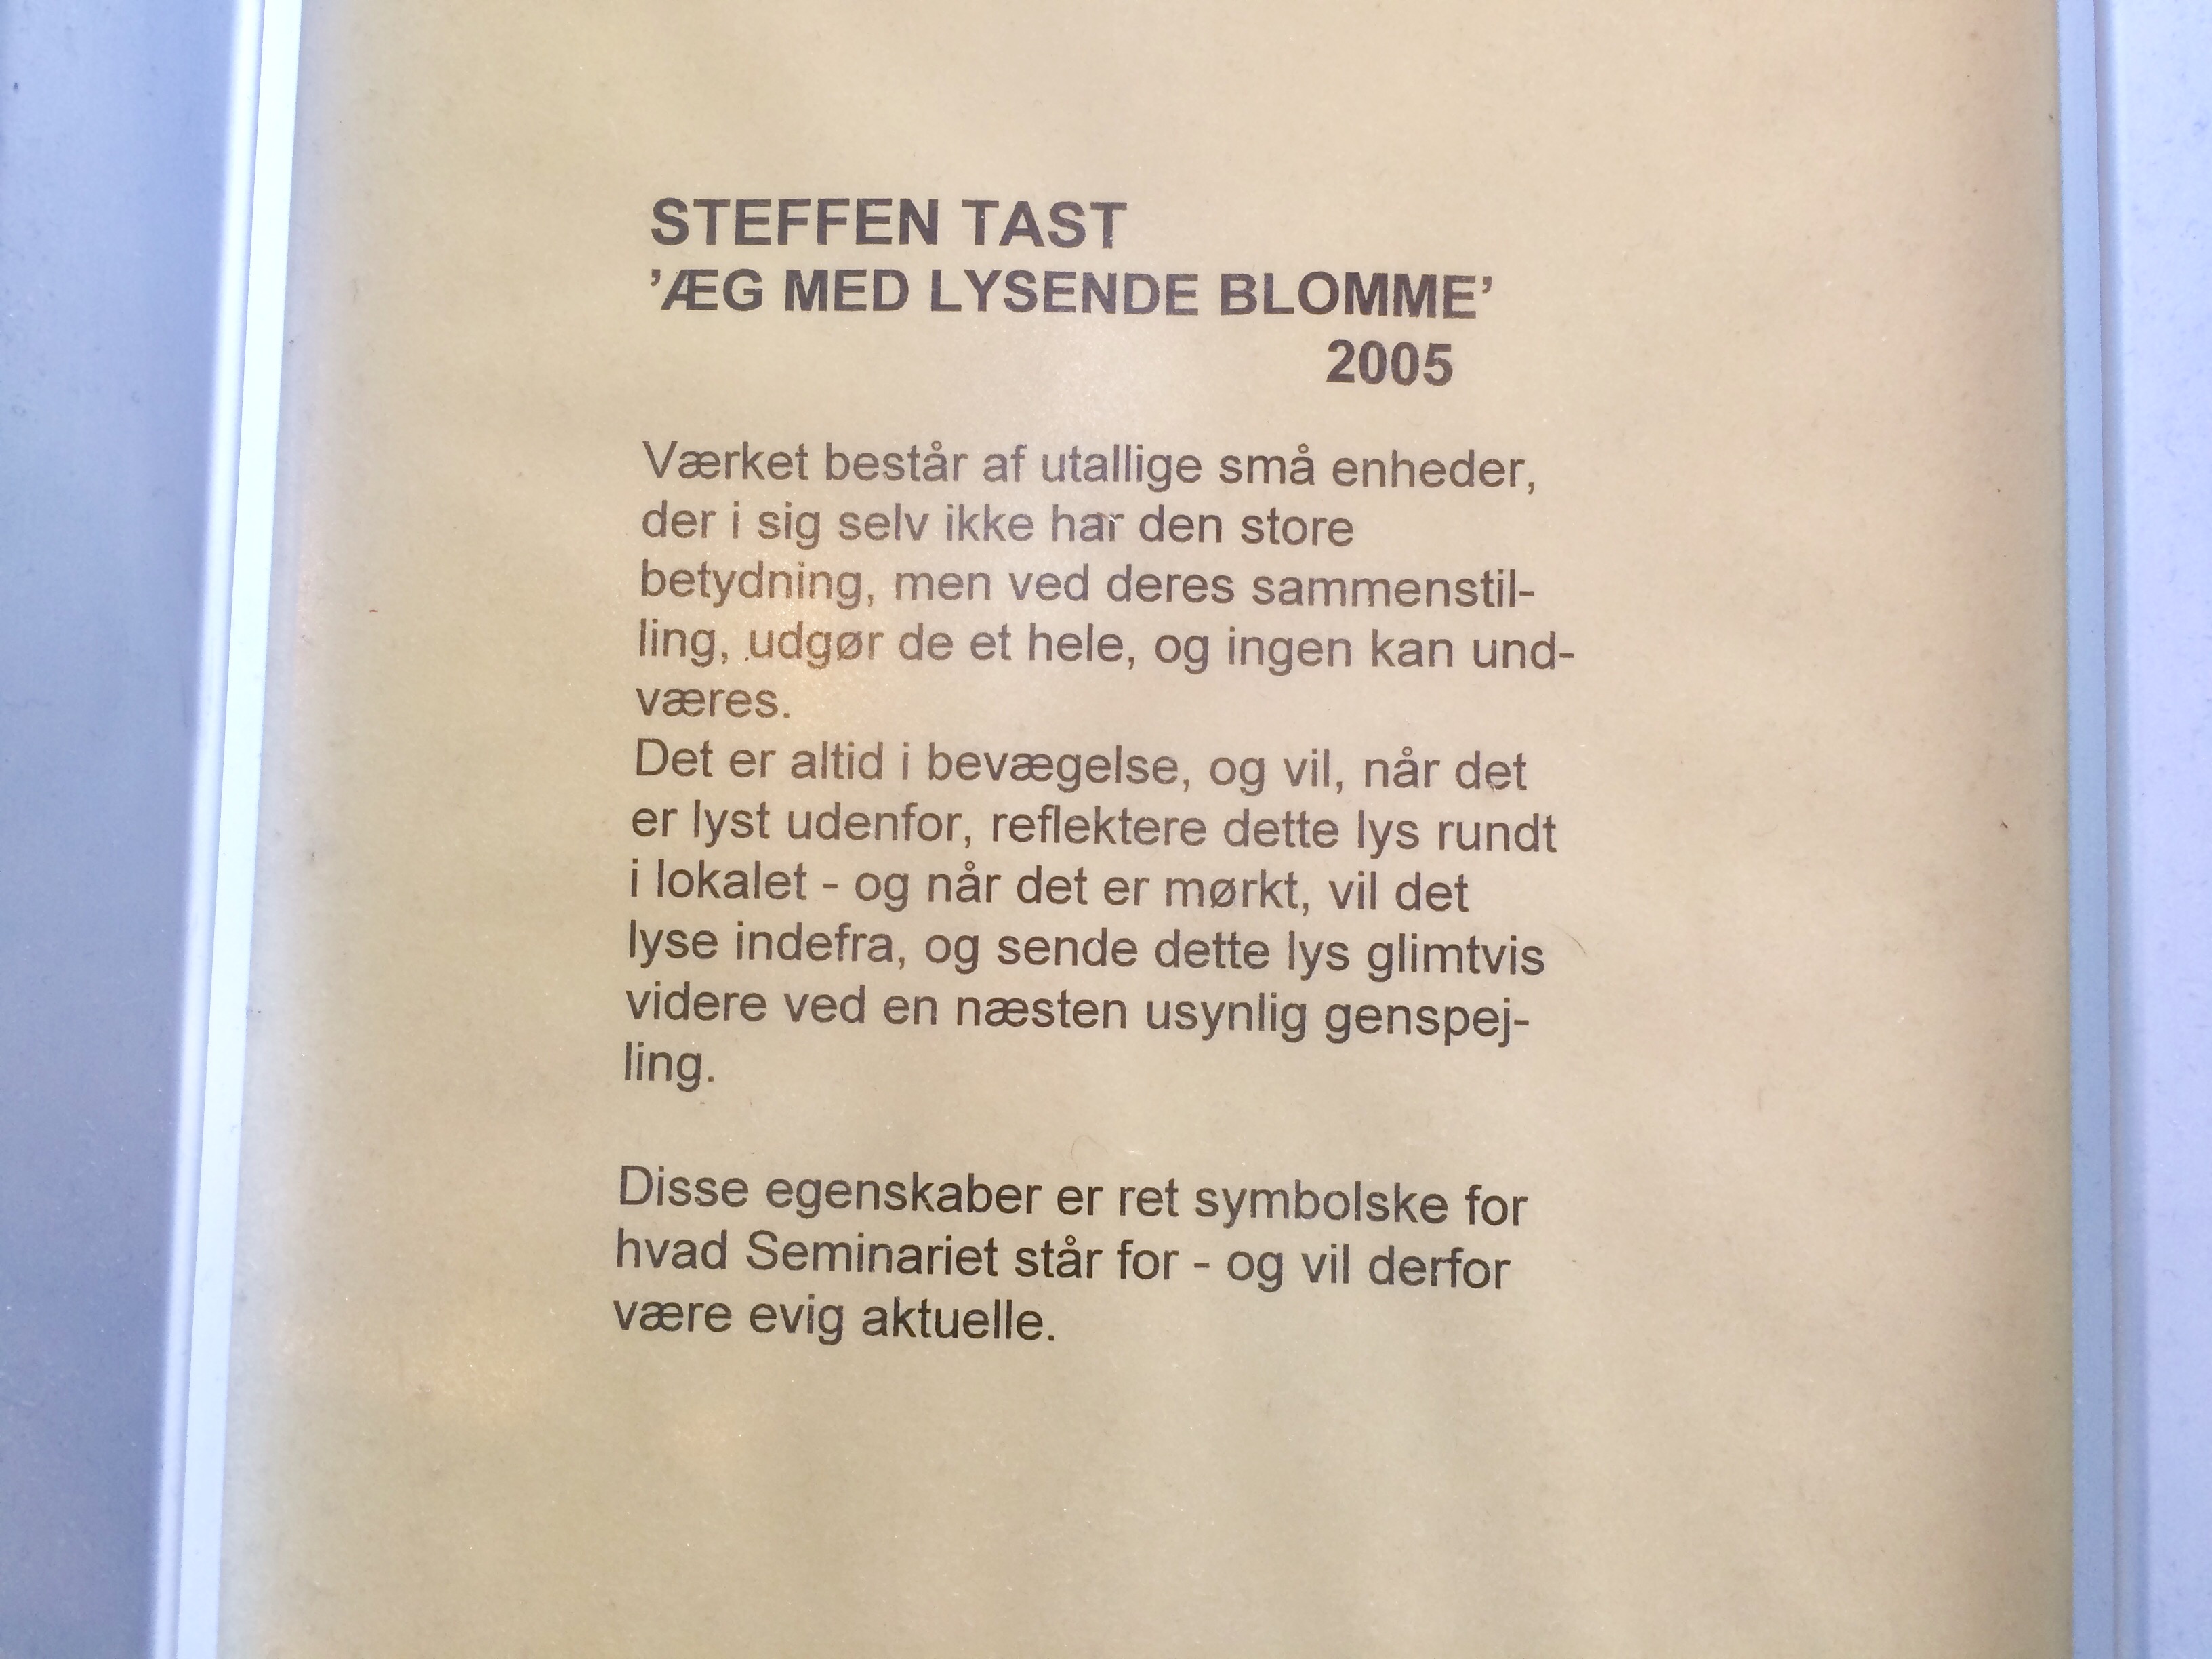 STEFFEN TAST
’ÆG MED LYSENDE BLOMME’
2005
Værket består af utallige små enheder,
der i sig selv ikke har den store
betydning, men ved deres sammenstil-
ling, udgør de et hele, og ingen kan und-
væres.
Det er altid i bevægelse, og vil, når det
er lyst udenfor, reflektere dette lys rundt
i lokalet - og når det er mørkt, vil det
lyse indefra, og sende dette lys glimtvis
videre ved en næsten usynlig genspej-
ling.
Disse egenskaber er ret symbolske for
hvad Seminariet står for - og vil derfor
være evig aktuelle.